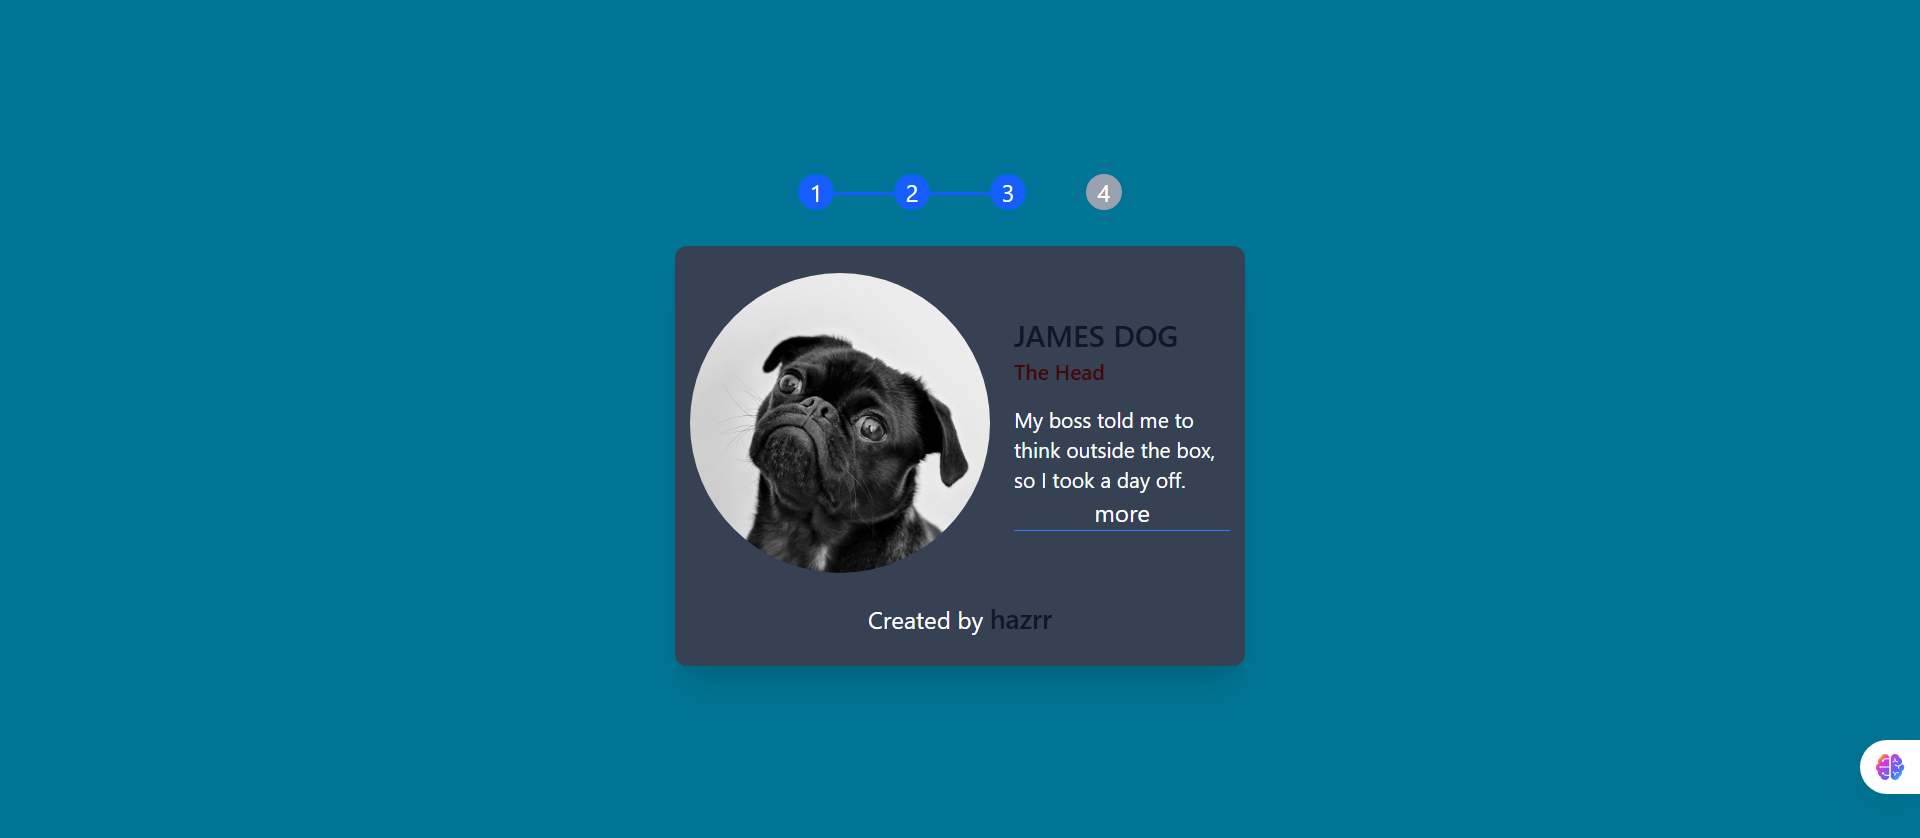 1 2 3 4
JAMES DOG
The Head
My boss told me to
think outside the box,
so I took a day off.
more
Created by hazrr